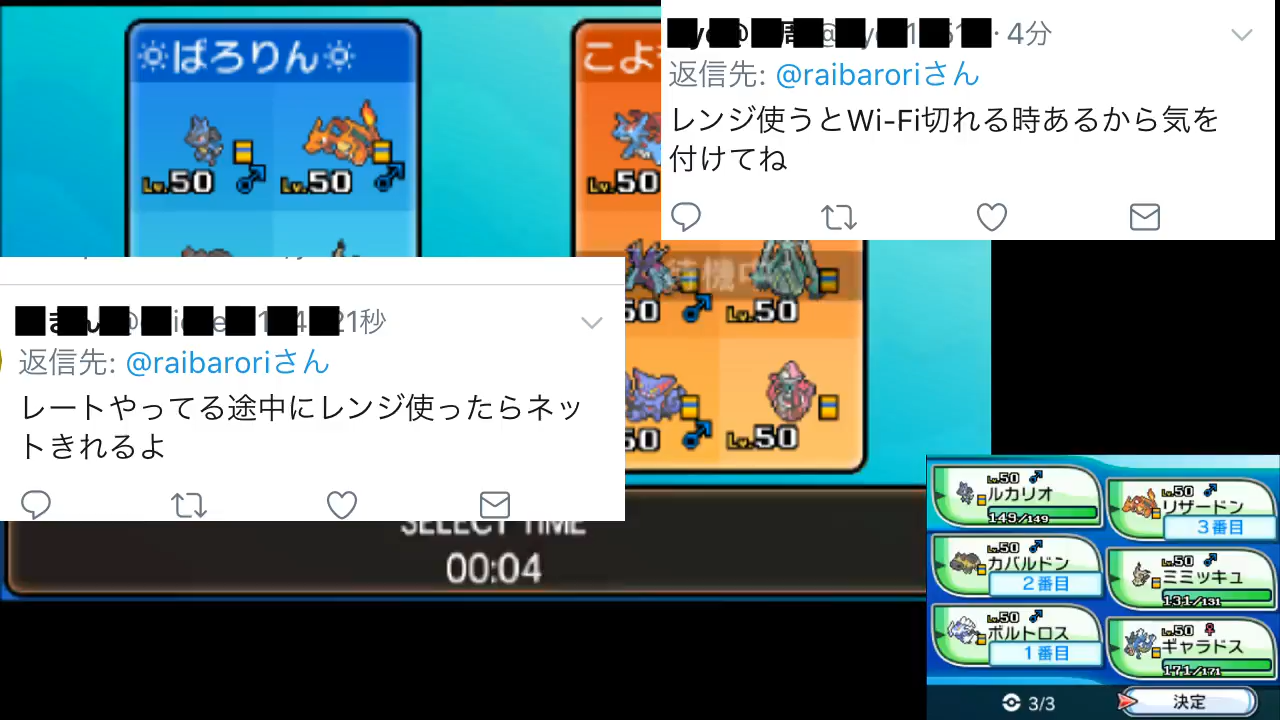 ☼ぱろりん☼
こよ
Lv.50 Lv.50
Lv.50
· 4分
返信先: @raibaroriさん
レンジ使うとWi-Fi切れる時あるから気を
付けてね
待機中
50 Lv.50
50 Lv.50
21秒
返信先: @raibaroriさん
レートやってる途中にレンジ使ったらネッ
トきれるよ
SELECT TIME
00:04
Lv.50
ルカリオ
149/149
Lv.50
リザードン
3番目
Lv.50
カバルドン
2番目
Lv.50
ミミッキュ
131/131
Lv.50
ボルトロス
1番目
Lv.50
ギャラドス
171/171
3/3
決定